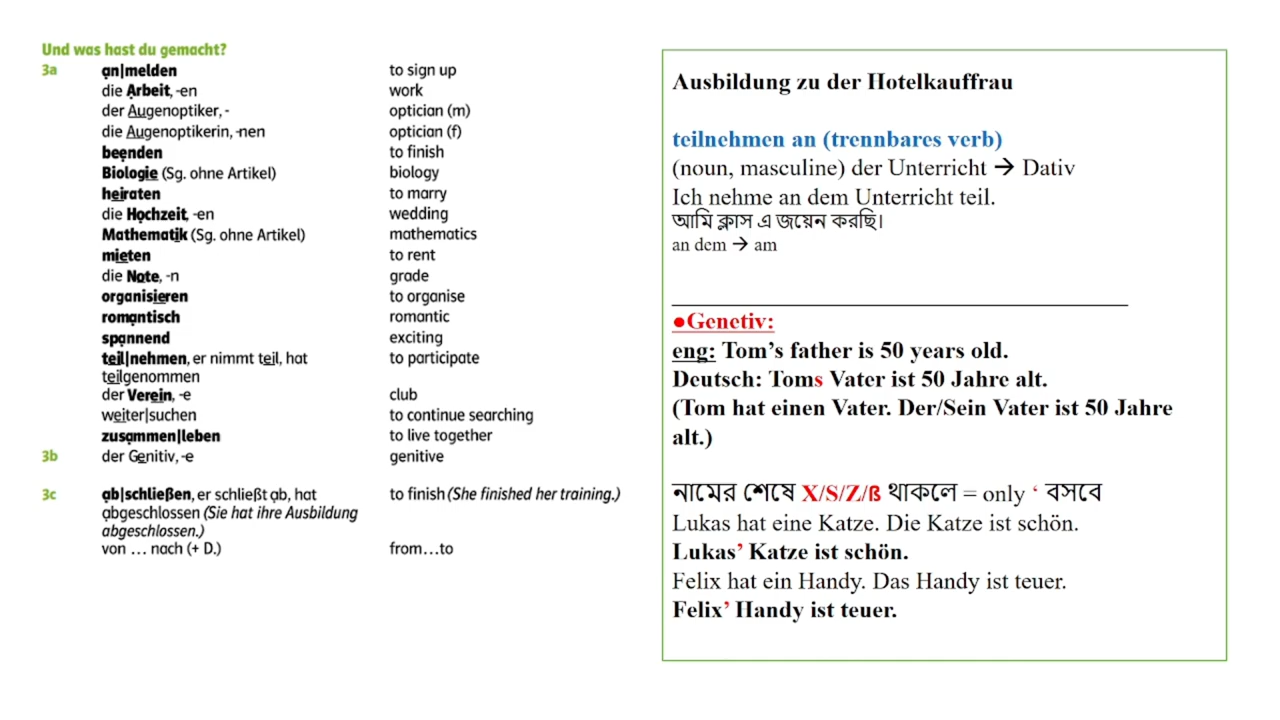 Und was hast du gemacht?
3a an|melden to sign up
die Arbeit, -en work
der Augenoptiker, - optician (m)
die Augenoptikerin, -nen optician (f)
beenden to finish
Biologie (Sg. ohne Artikel) biology
heiraten to marry
die Hochzeit, -en wedding
Mathematik (Sg. ohne Artikel) mathematics
mieten to rent
die Note, -n grade
organisieren to organise
romantisch romantic
spannend exciting
teil|nehmen, er nimmt teil, hat to participate
teilgenommen
der Verein, -e club
weiter|suchen to continue searching
zusammen|leben to live together
3b der Genitiv, -e genitive
3c ab|schließen, er schließt ab, hat to finish (She finished her training.)
abgeschlossen (Sie hat ihre Ausbildung
abgeschlossen.)
von … nach (+ D.) from…to
Ausbildung zu der Hotelkauffrau
teilnehmen an (trennbares verb)
(noun, masculine) der Unterricht → Dativ
Ich nehme an dem Unterricht teil.
আমি ক্লাস এ জয়েন করছি।
an dem → am
●Genetiv:
eng: Tom’s father is 50 years old.
Deutsch: Toms Vater ist 50 Jahre alt.
(Tom hat einen Vater. Der/Sein Vater ist 50 Jahre
alt.)
নামের শেষে X/S/Z/ß থাকলে = only ‘ বসবে
Lukas hat eine Katze. Die Katze ist schön.
Lukas’ Katze ist schön.
Felix hat ein Handy. Das Handy ist teuer.
Felix’ Handy ist teuer.